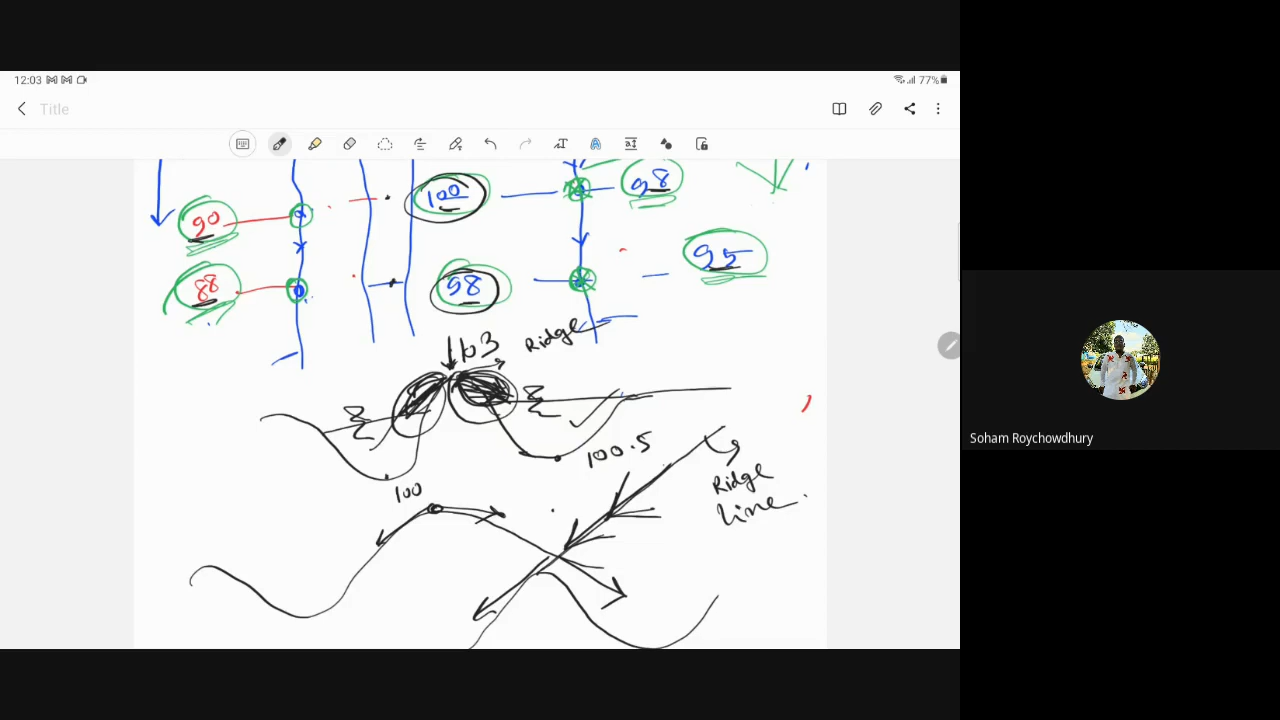 12:03 77%
Title
100 98
90
95
88 98
103 Ridge
100.5
Ridge
Line.
100
Soham Roychowdhury